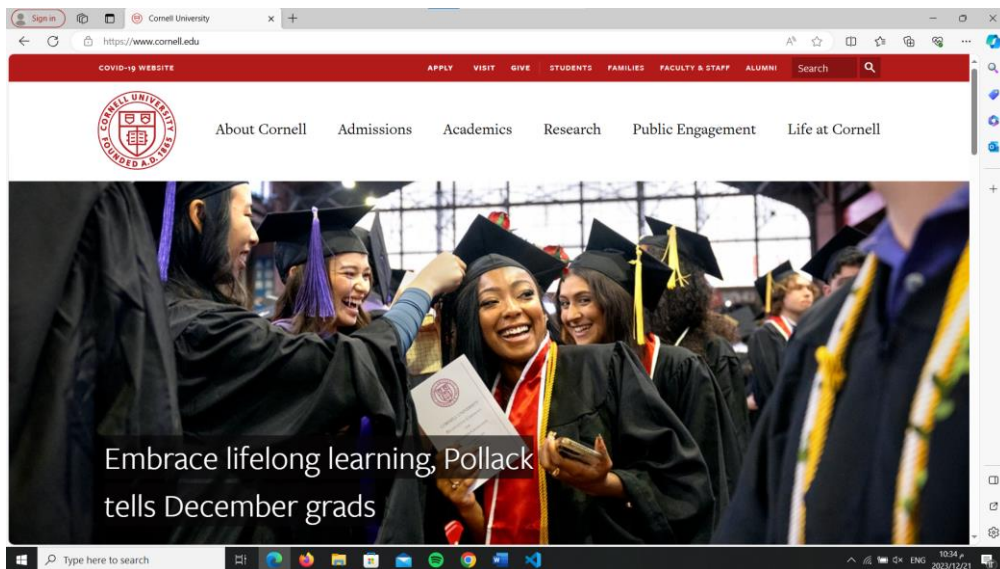 Sign in
Cornell University
https://www.cornell.edu
COVID-19 WEBSITE
APPLY VISIT GIVE STUDENTS FAMILIES FACULTY & STAFF ALUMNI Search
CORNELL UNIVERSITY
FOUNDED A.D. 1865
About Cornell Admissions Academics Research Public Engagement Life at Cornell
Embrace lifelong learning, Pollack
tells December grads
Type here to search
ENG
10:34 م
2023/12/21